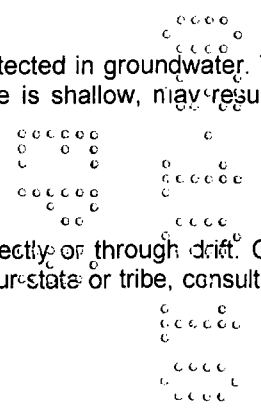 tected in groundwater.
e is shallow, may resu
ectly or through drift. C
ur state or tribe, consult